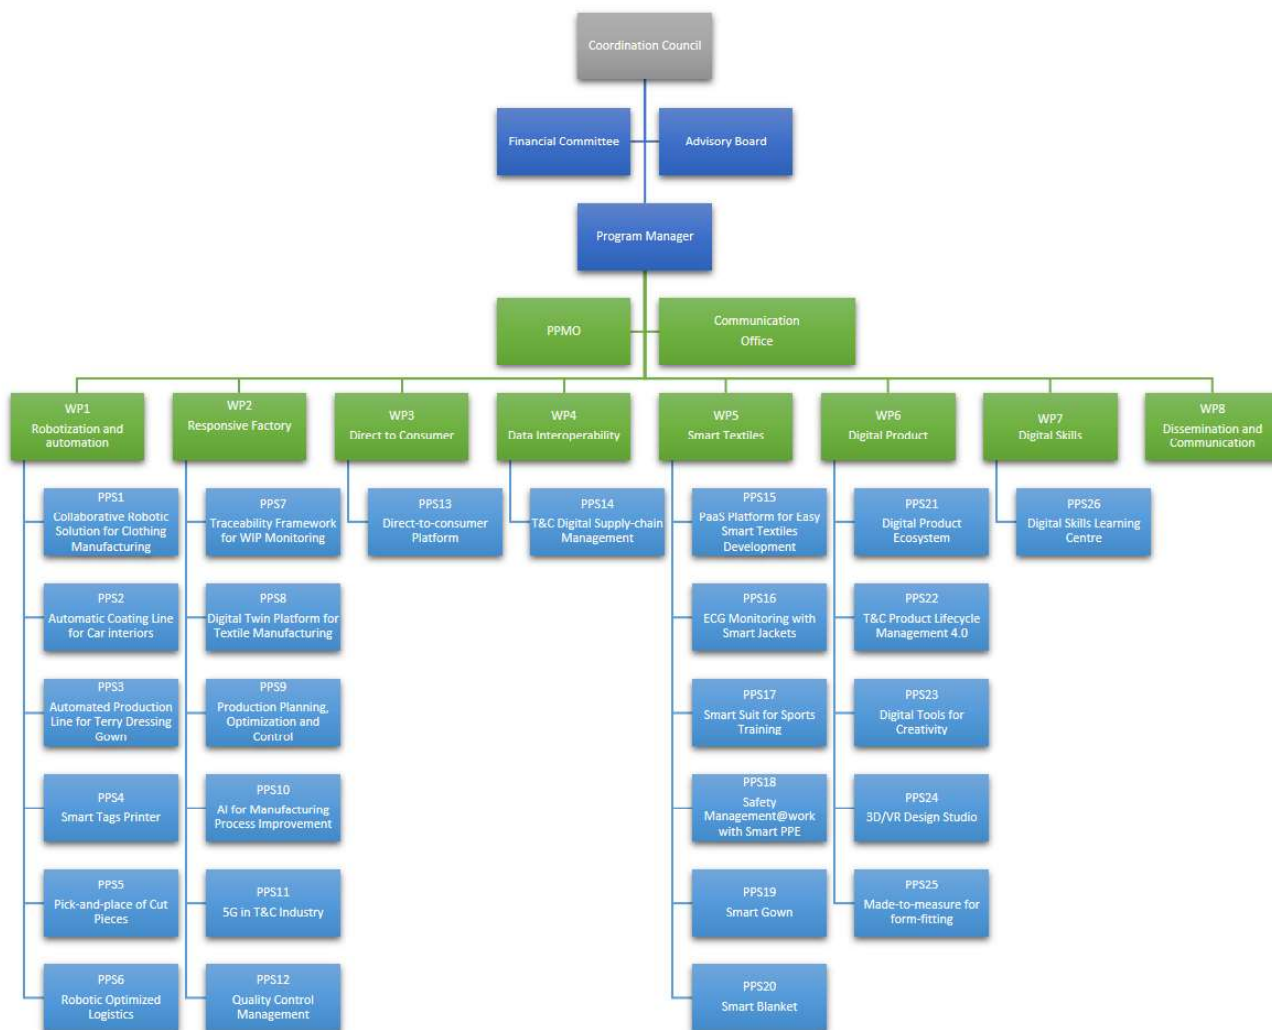 Coordination Council
Financial Committee
Advisory Board
Program Manager
PPMO
Communication
Office
WP1
Robotization and
automation
WP2
Responsive Factory
WP3
Direct to Consumer
WP4
Data Interoperability
WP5
Smart Textiles
WP6
Digital Product
WP7
Digital Skills
WP8
Dissemination and
Communication
PPS1
Collaborative Robotic
Solution for Clothing
Manufacturing
PPS2
Automatic Coating Line
for Car Interiors
PPS3
Automated Production
Line for Terry Dressing
Gown
PPS4
Smart Tags Printer
PPS5
Pick-and-place of Cut
Pieces
PPS6
Robotic Optimized
Logistics
PPS7
Traceability Framework
for WIP Monitoring
PPS8
Digital Twin Platform for
Textile Manufacturing
PPS9
Production Planning,
Optimization and
Control
PPS10
AI for Manufacturing
Process Improvement
PPS11
5G in T&C Industry
PPS12
Quality Control
Management
PPS13
Direct-to-consumer
Platform
PPS14
T&C Digital Supply-chain
Management
PPS15
PaaS Platform for Easy
Smart Textiles
Development
PPS16
ECG Monitoring with
Smart Jackets
PPS17
Smart Suit for Sports
Training
PPS18
Safety
Management@work
with Smart PPE
PPS19
Smart Gown
PPS20
Smart Blanket
PPS21
Digital Product
Ecosystem
PPS22
T&C Product Lifecycle
Management 4.0
PPS23
Digital Tools for
Creativity
PPS24
3D/VR Design Studio
PPS25
Made-to-measure for
form-fitting
PPS26
Digital Skills Learning
Centre